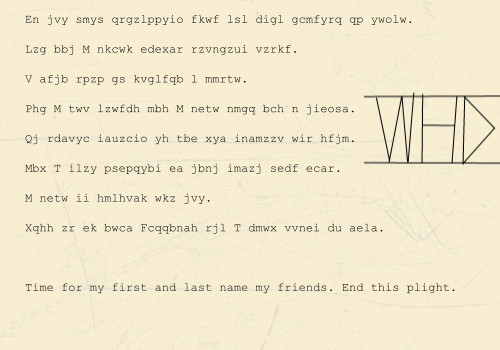 En jvy smys qrgzlppyio fkwf lsl digl gcmfyrq qp ywolw.
Lzg bbj M nkcwk edexar rzvngzui vzrkf.
V afjb rpzp gs kvglfqb l mmrtw.
Phg M twv lzwfdh mbh M netw nmgq bch n jieosa.
Qj rdavyc iauzcio yh tbe xya inamzzv wir hfjm.
Mbx T ilzy psepqybi ea jbnj imazj sedf ecar.
M netw ii hmlhvak wkz jvy.
Xqhh zr ek bwca Fcqqbnah rjl T dmwx vvnei du aela.
WHD
Time for my first and last name my friends. End this plight.